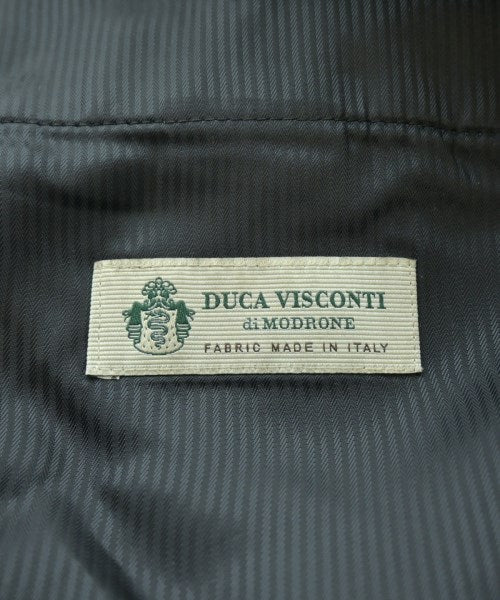 DUCA VISCONTI
di MODRONE
FABRIC MADE IN ITALY